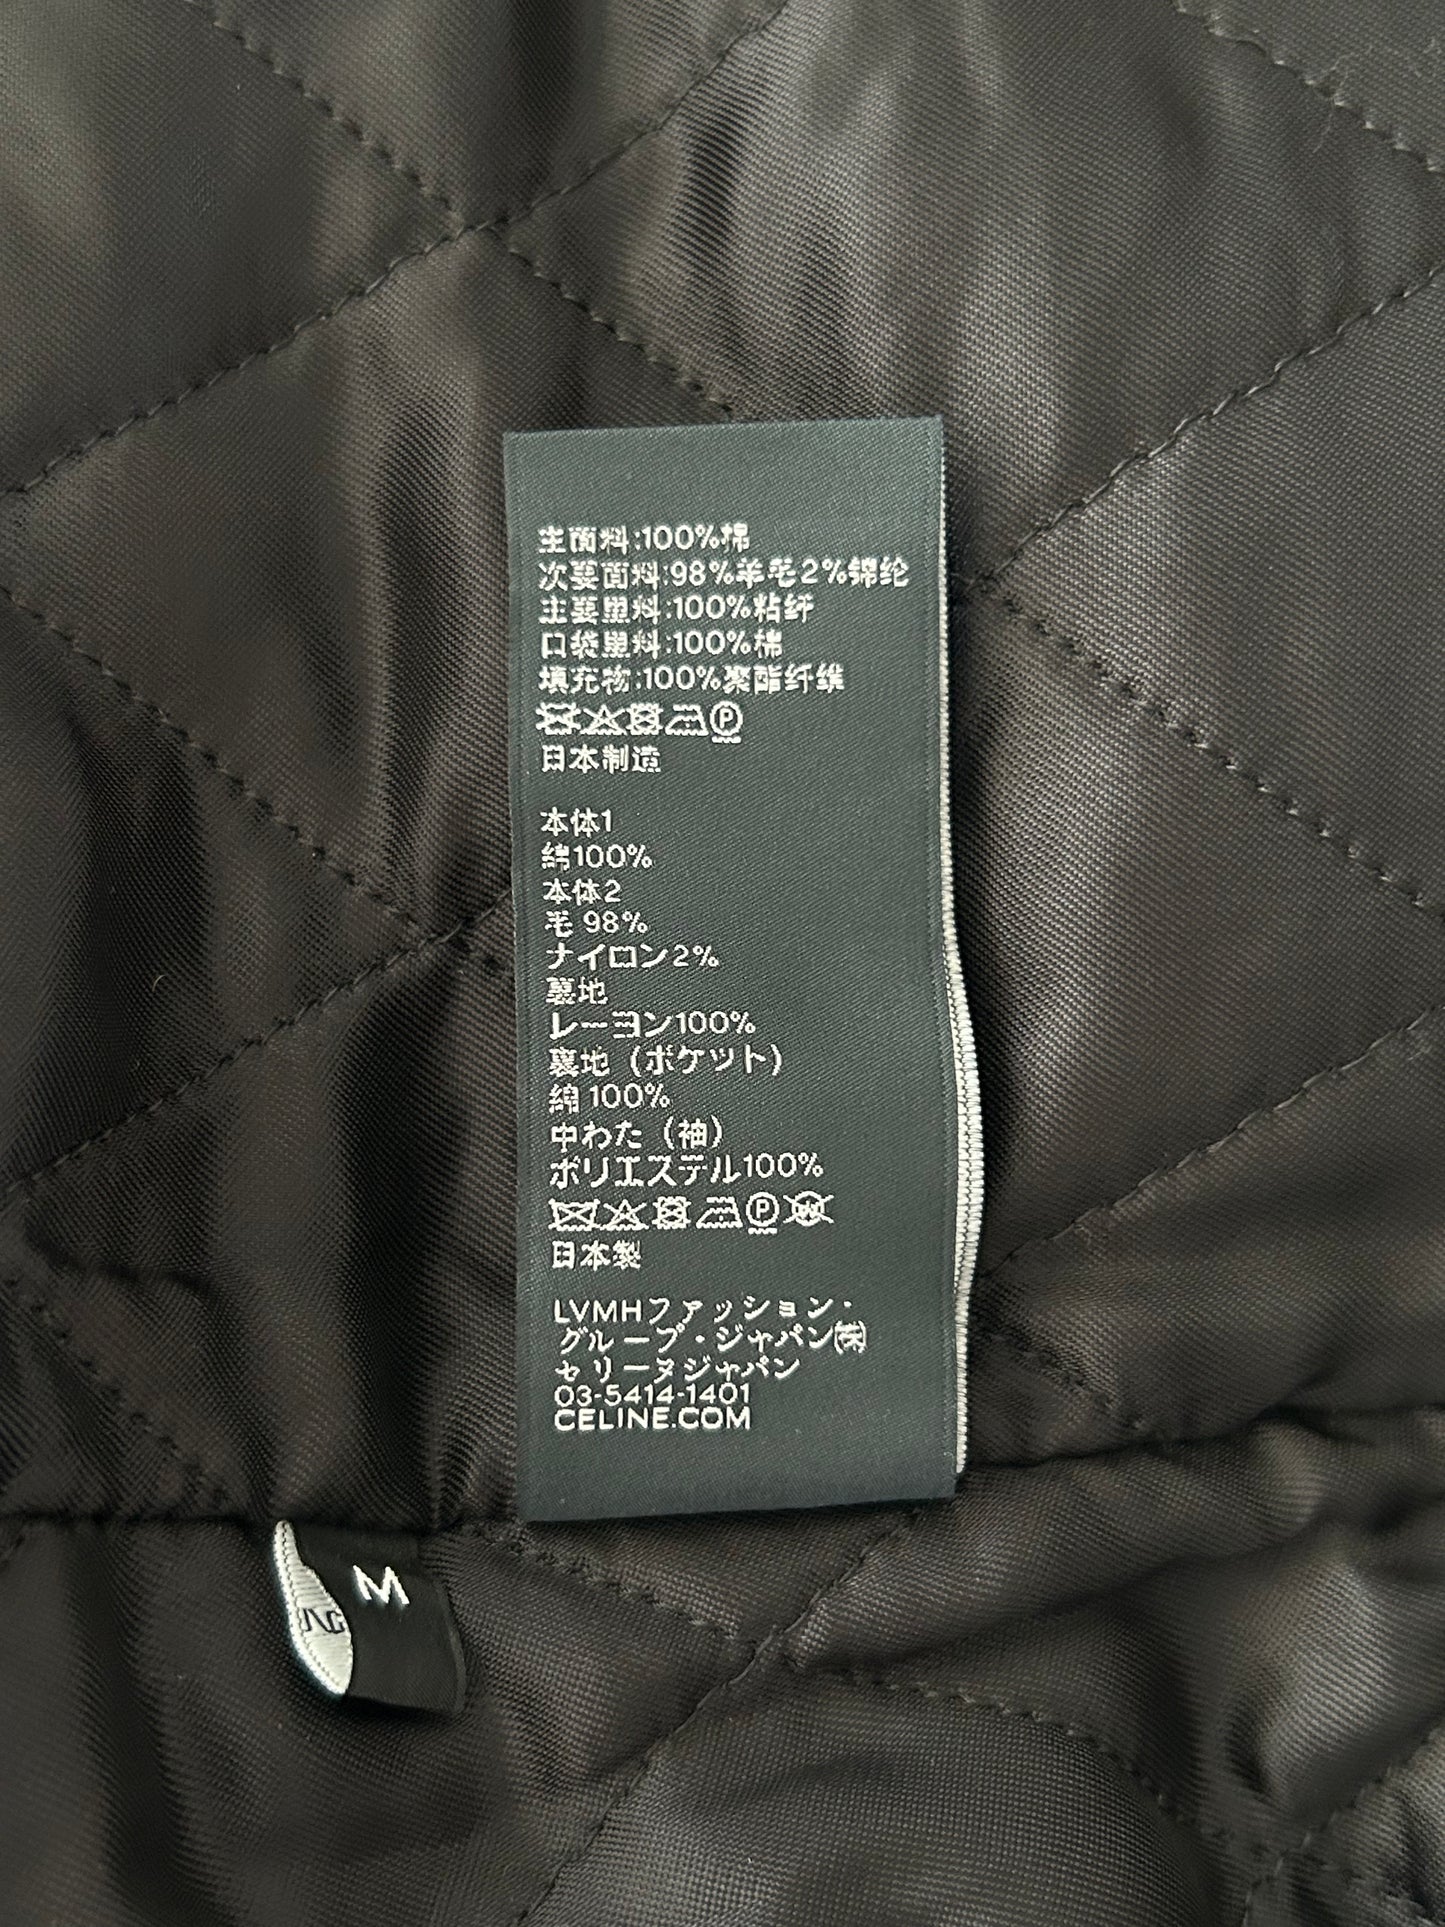 主面料:100%棉
次要面料:98%羊毛2%锦纶
主要里料:100%粘纤
口袋里料:100%棉
填充物:100%聚酯纤维
P
日本制造
本体1
綿100%
本体2
毛 98%
ナイロン2%
裏地
レーヨン100%
裏地（ポケット）
綿 100%
中わた（袖）
ポリエステル100%
P W
日本製
LVMHファッション・
グループ・ジャパン㈱
セリーヌジャパン
03-5414-1401
CELINE.COM
M